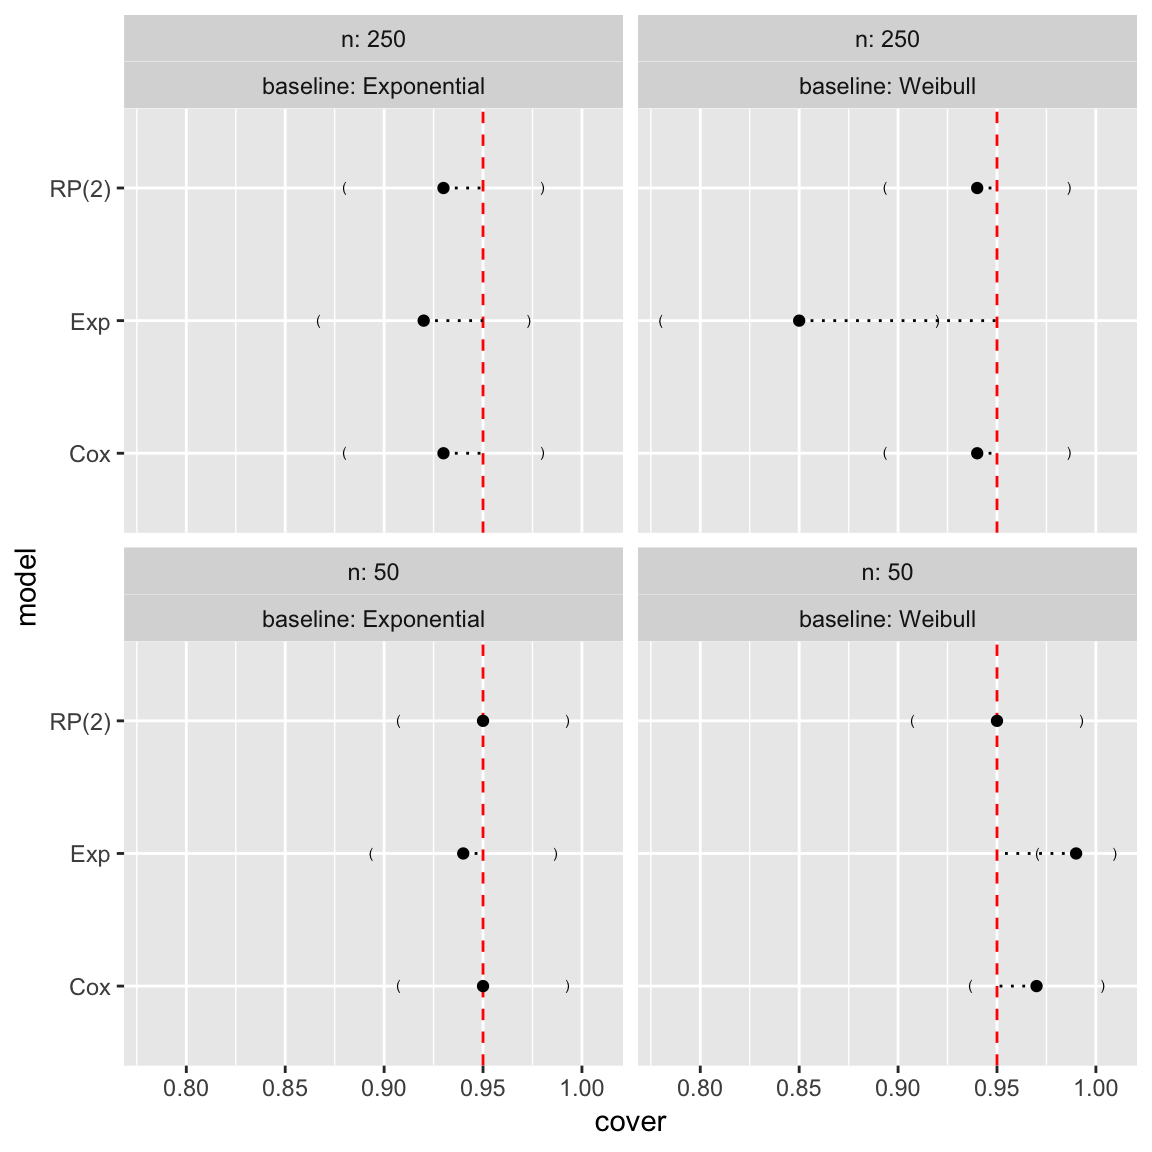 n: 250
n: 250
baseline: Exponential
baseline: Weibull
RP(2)
Exp
Cox
model
n: 50
n: 50
baseline: Exponential
baseline: Weibull
RP(2)
Exp
Cox
0.80 0.85 0.90 0.95 1.00
0.80 0.85 0.90 0.95 1.00
cover